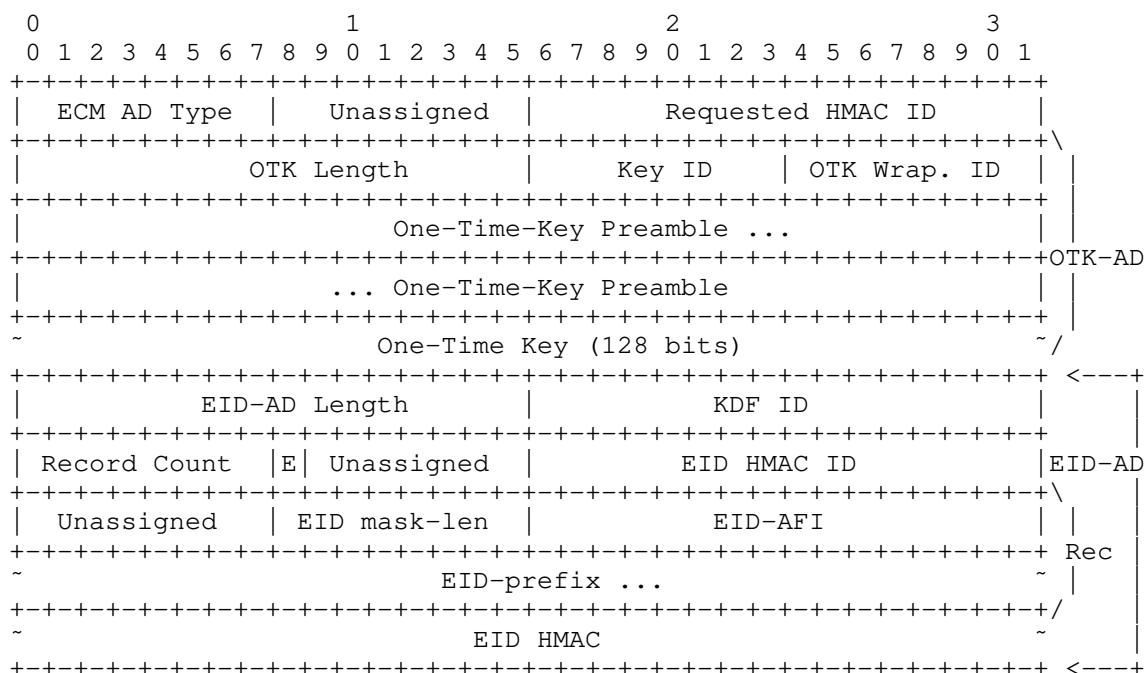 0                   1                   2                   3
 0 1 2 3 4 5 6 7 8 9 0 1 2 3 4 5 6 7 8 9 0 1 2 3 4 5 6 7 8 9 0 1
+-+-+-+-+-+-+-+-+-+-+-+-+-+-+-+-+-+-+-+-+-+-+-+-+-+-+-+-+-+-+-+-+
|  ECM AD Type  |   Unassigned  |        Requested HMAC ID      |
+-+-+-+-+-+-+-+-+-+-+-+-+-+-+-+-+-+-+-+-+-+-+-+-+-+-+-+-+-+-+-+-+\
|              OTK Length       |     Key ID    | OTK Wrap. ID  | |
+-+-+-+-+-+-+-+-+-+-+-+-+-+-+-+-+-+-+-+-+-+-+-+-+-+-+-+-+-+-+-+-+ |
|                       One-Time-Key Preamble ...               | |
+-+-+-+-+-+-+-+-+-+-+-+-+-+-+-+-+-+-+-+-+-+-+-+-+-+-+-+-+-+-+-+-+OTK-AD
|                   ... One-Time-Key Preamble                   | |
+-+-+-+-+-+-+-+-+-+-+-+-+-+-+-+-+-+-+-+-+-+-+-+-+-+-+-+-+-+-+-+-+ |
~                      One-Time Key (128 bits)                  ~/
+-+-+-+-+-+-+-+-+-+-+-+-+-+-+-+-+-+-+-+-+-+-+-+-+-+-+-+-+-+-+-+-+ <---+
|           EID-AD Length       |           KDF ID              |     |
+-+-+-+-+-+-+-+-+-+-+-+-+-+-+-+-+-+-+-+-+-+-+-+-+-+-+-+-+-+-+-+-+     |
| Record Count  |E| Unassigned  |         EID HMAC ID           |EID-AD
+-+-+-+-+-+-+-+-+-+-+-+-+-+-+-+-+-+-+-+-+-+-+-+-+-+-+-+-+-+-+-+-+\    |
|  Unassigned   | EID mask-len  |           EID-AFI             | |   |
+-+-+-+-+-+-+-+-+-+-+-+-+-+-+-+-+-+-+-+-+-+-+-+-+-+-+-+-+-+-+-+-+ Rec |
~                          EID-prefix ...                       ~ |   |
+-+-+-+-+-+-+-+-+-+-+-+-+-+-+-+-+-+-+-+-+-+-+-+-+-+-+-+-+-+-+-+-+/    |
~                            EID HMAC                           ~     |
+-+-+-+-+-+-+-+-+-+-+-+-+-+-+-+-+-+-+-+-+-+-+-+-+-+-+-+-+-+-+-+-+ <---+